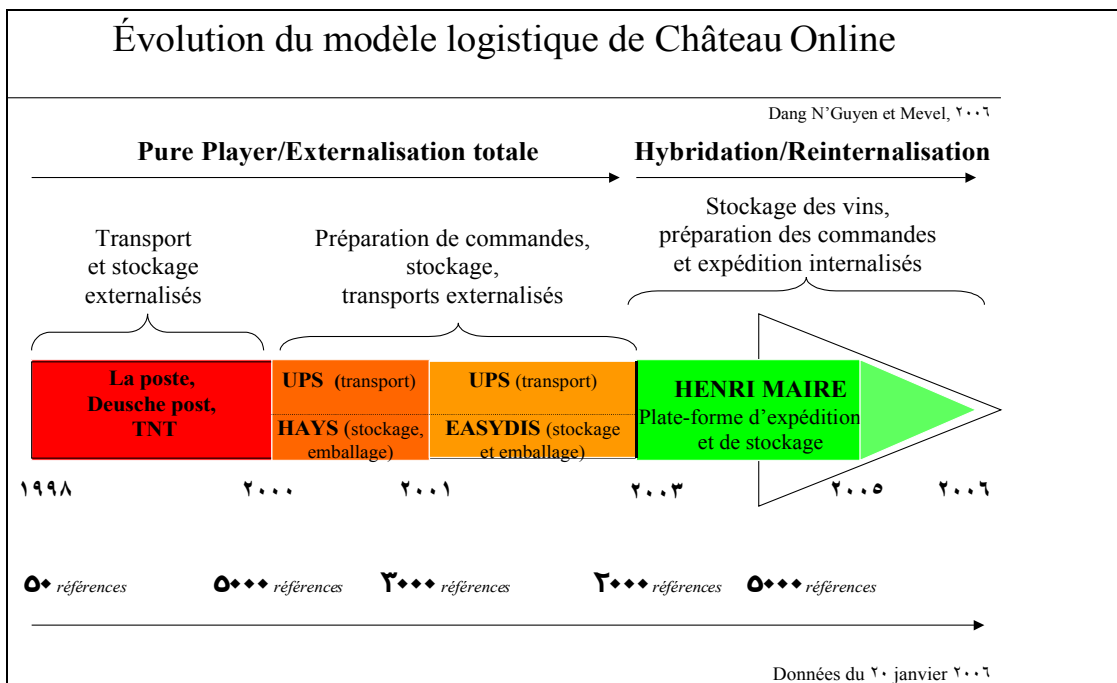 Évolution du modèle logistique de Château Online
Dang N’Guyen et Mevel, ٢٠٠٦
Pure Player/Externalisation totale
Hybridation/Reinternalisation
Transport
et stockage
externalisés
Préparation de commandes,
stockage,
transports externalisés
Stockage des vins,
préparation des commandes
et expédition internalisés
La poste,
Deusche post,
TNT
UPS (transport)
HAYS (stockage,
emballage)
UPS (transport)
EASYDIS (stockage
et emballage)
HENRI MAIRE
Plate-forme d’expédition
et de stockage
١٩٩٨ ٢٠٠٠ ٢٠٠١ ٢٠٠٣ ٢٠٠٥ ٢٠٠٦
٥٠ références ٥٠٠٠ références ٣٠٠٠ références ٢٠٠٠ références ٥٠٠٠ références
Données du ٢٠ janvier ٢٠٠٦